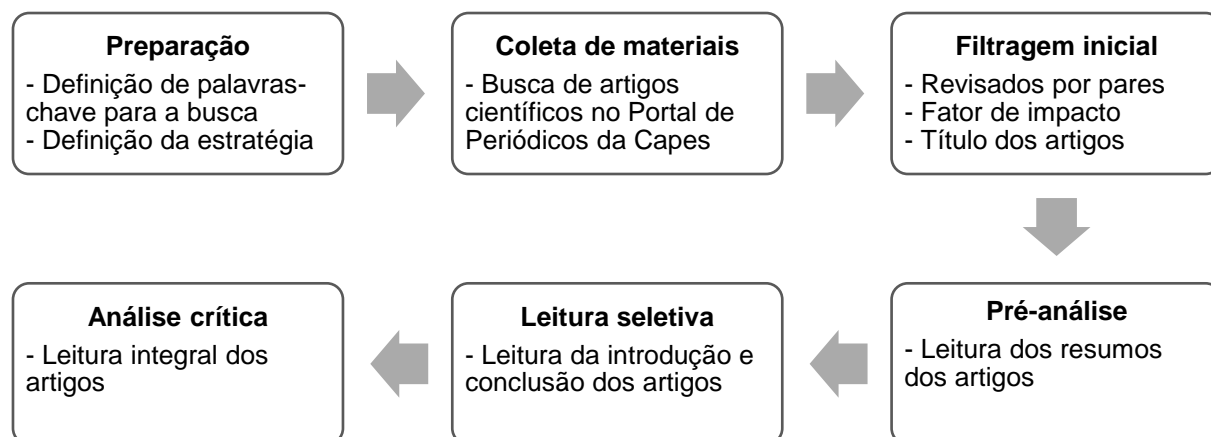 Preparação
- Definição de palavras-
chave para a busca
- Definição da estratégia
Coleta de materiais
- Busca de artigos
científicos no Portal de
Periódicos da Capes
Filtragem inicial
- Revisados por pares
- Fator de impacto
- Título dos artigos
Pré-análise
- Leitura dos resumos
dos artigos
Leitura seletiva
- Leitura da introdução e
conclusão dos artigos
Análise crítica
- Leitura integral dos
artigos